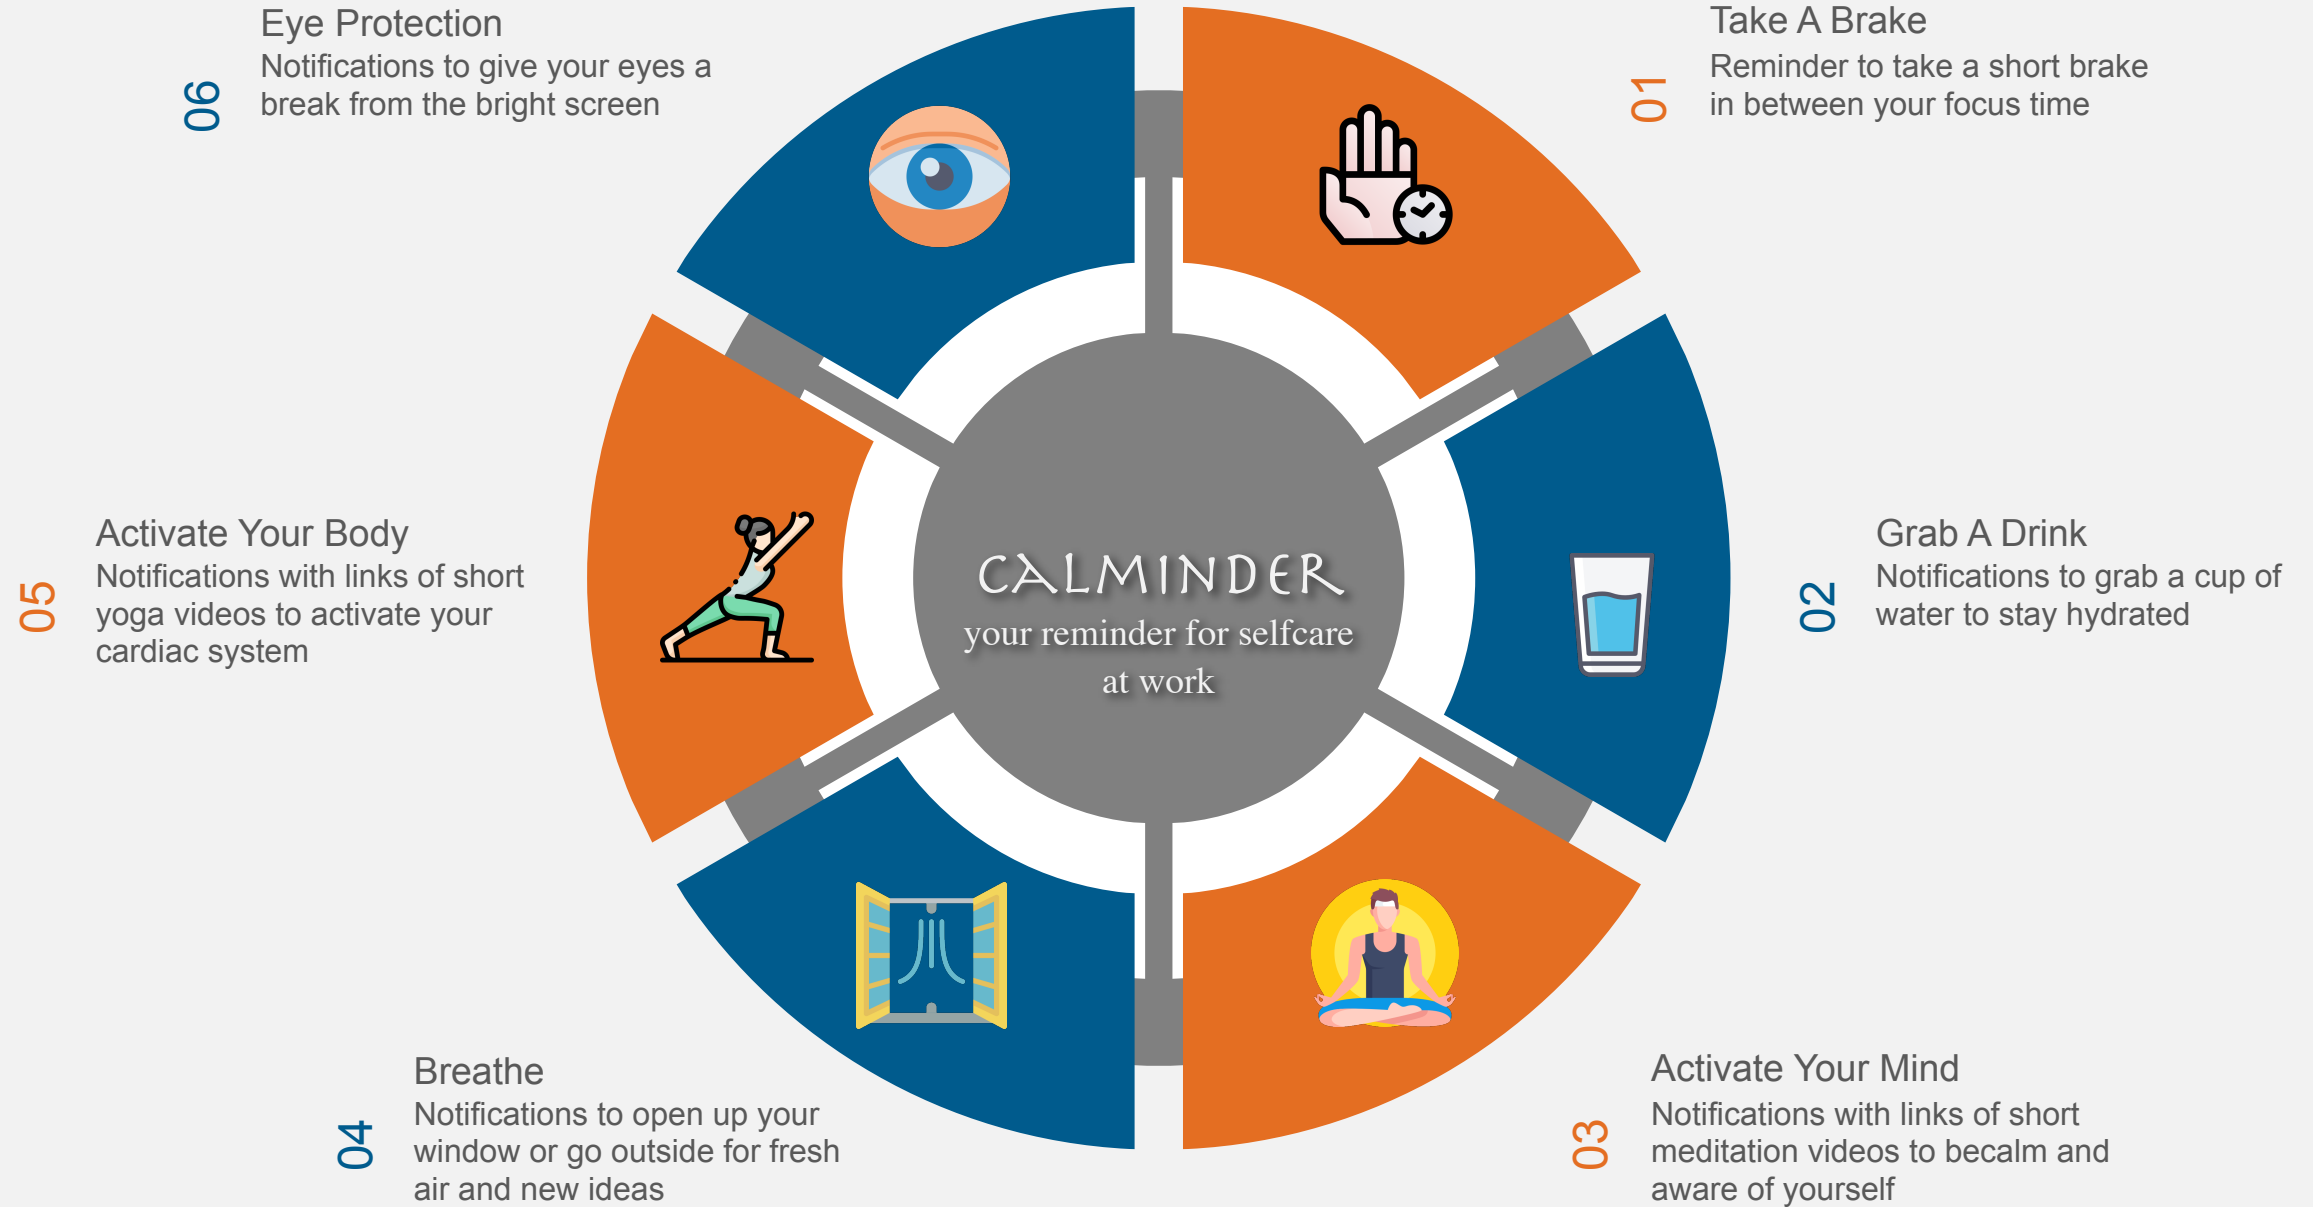 Take A Brake
01
Reminder to take a short brake
in between your focus time
Grab A Drink
02
Notifications to grab a cup of
water to stay hydrated
Activate Your Mind
03
Notifications with links of short
meditation videos to becalm and
aware of yourself
Breathe
04
Notifications to open up your
window or go outside for fresh
air and new ideas
Activate Your Body
05
Notifications with links of short
yoga videos to activate your
cardiac system
Eye Protection
06
Notifications to give your eyes a
break from the bright screen
CALMINDER
your reminder for selfcare
at work